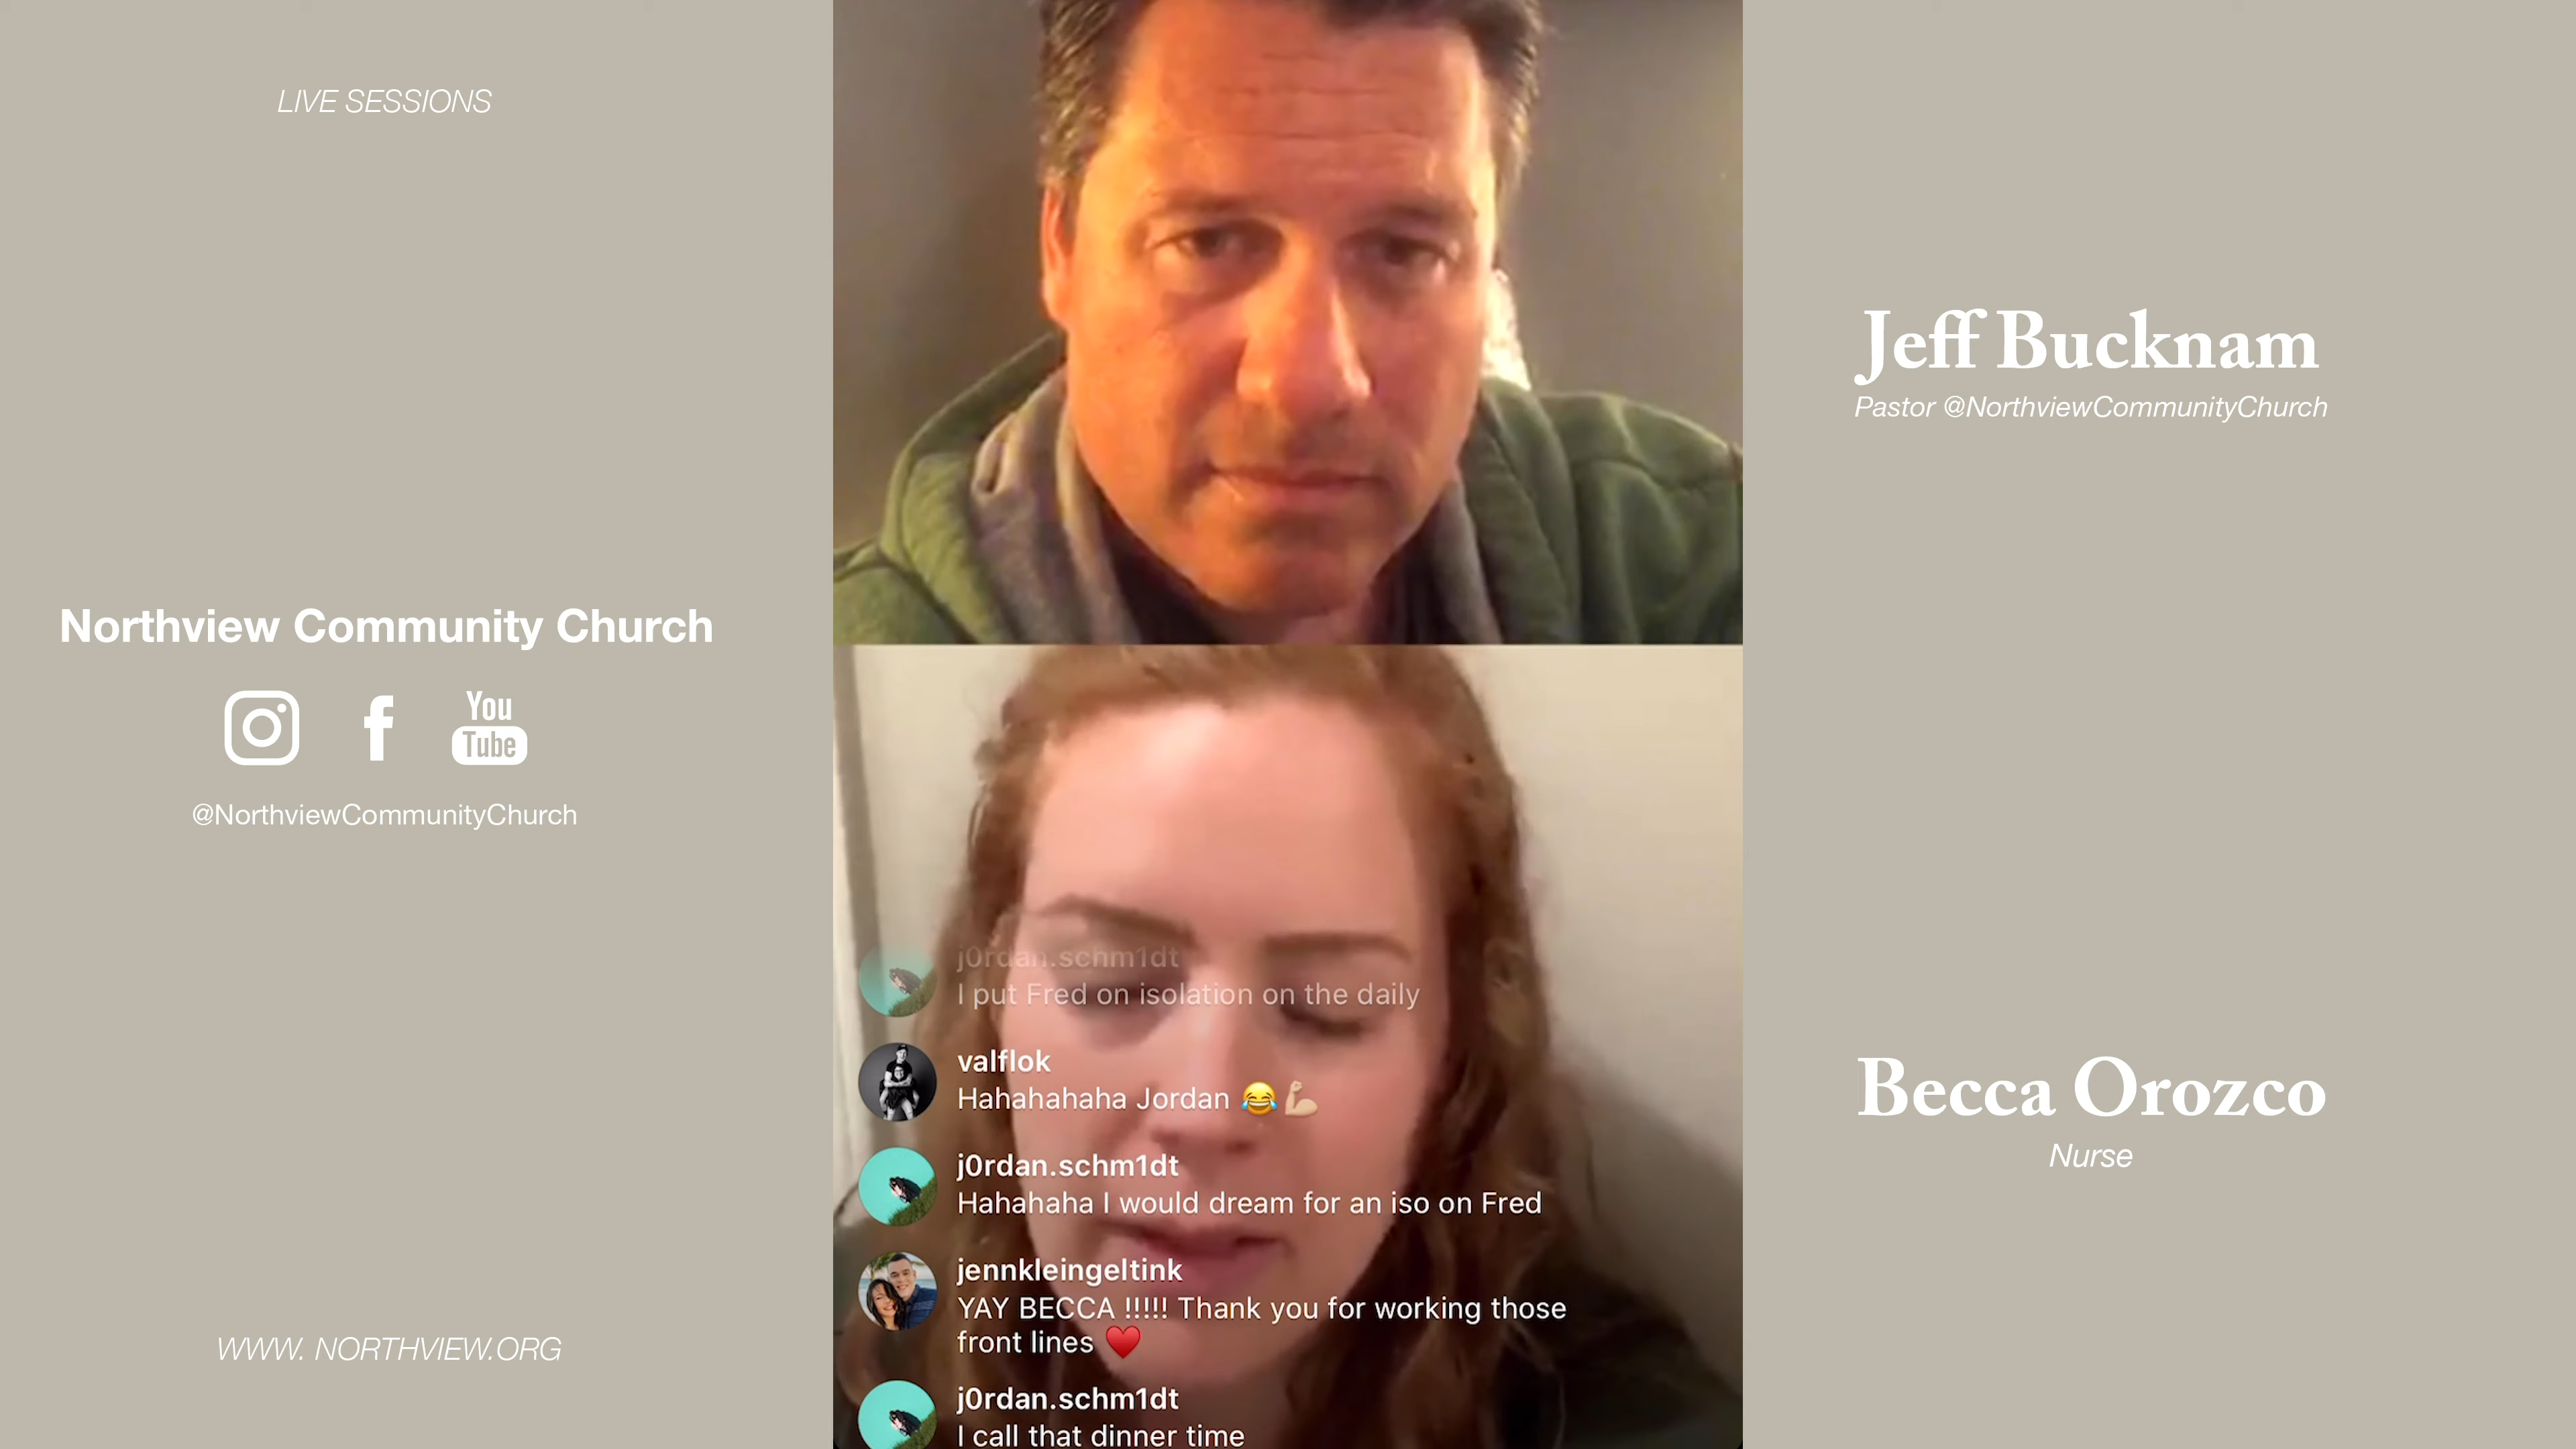 LIVE SESSIONS
Northview Community Church
You
Tube
@NorthviewCommunityChurch
WWW. NORTHVIEW.ORG
j0rdan.schm1dt
I put Fred on isolation on the daily
valflok
Hahahahaha Jordan 😂💪🏼
j0rdan.schm1dt
Hahahaha I would dream for an iso on Fred
jennkleingeltink
YAY BECCA !!!!! Thank you for working those
front lines ♥️
j0rdan.schm1dt
I call that dinner time
Jeff Bucknam
Pastor @NorthviewCommunityChurch
Becca Orozco
Nurse